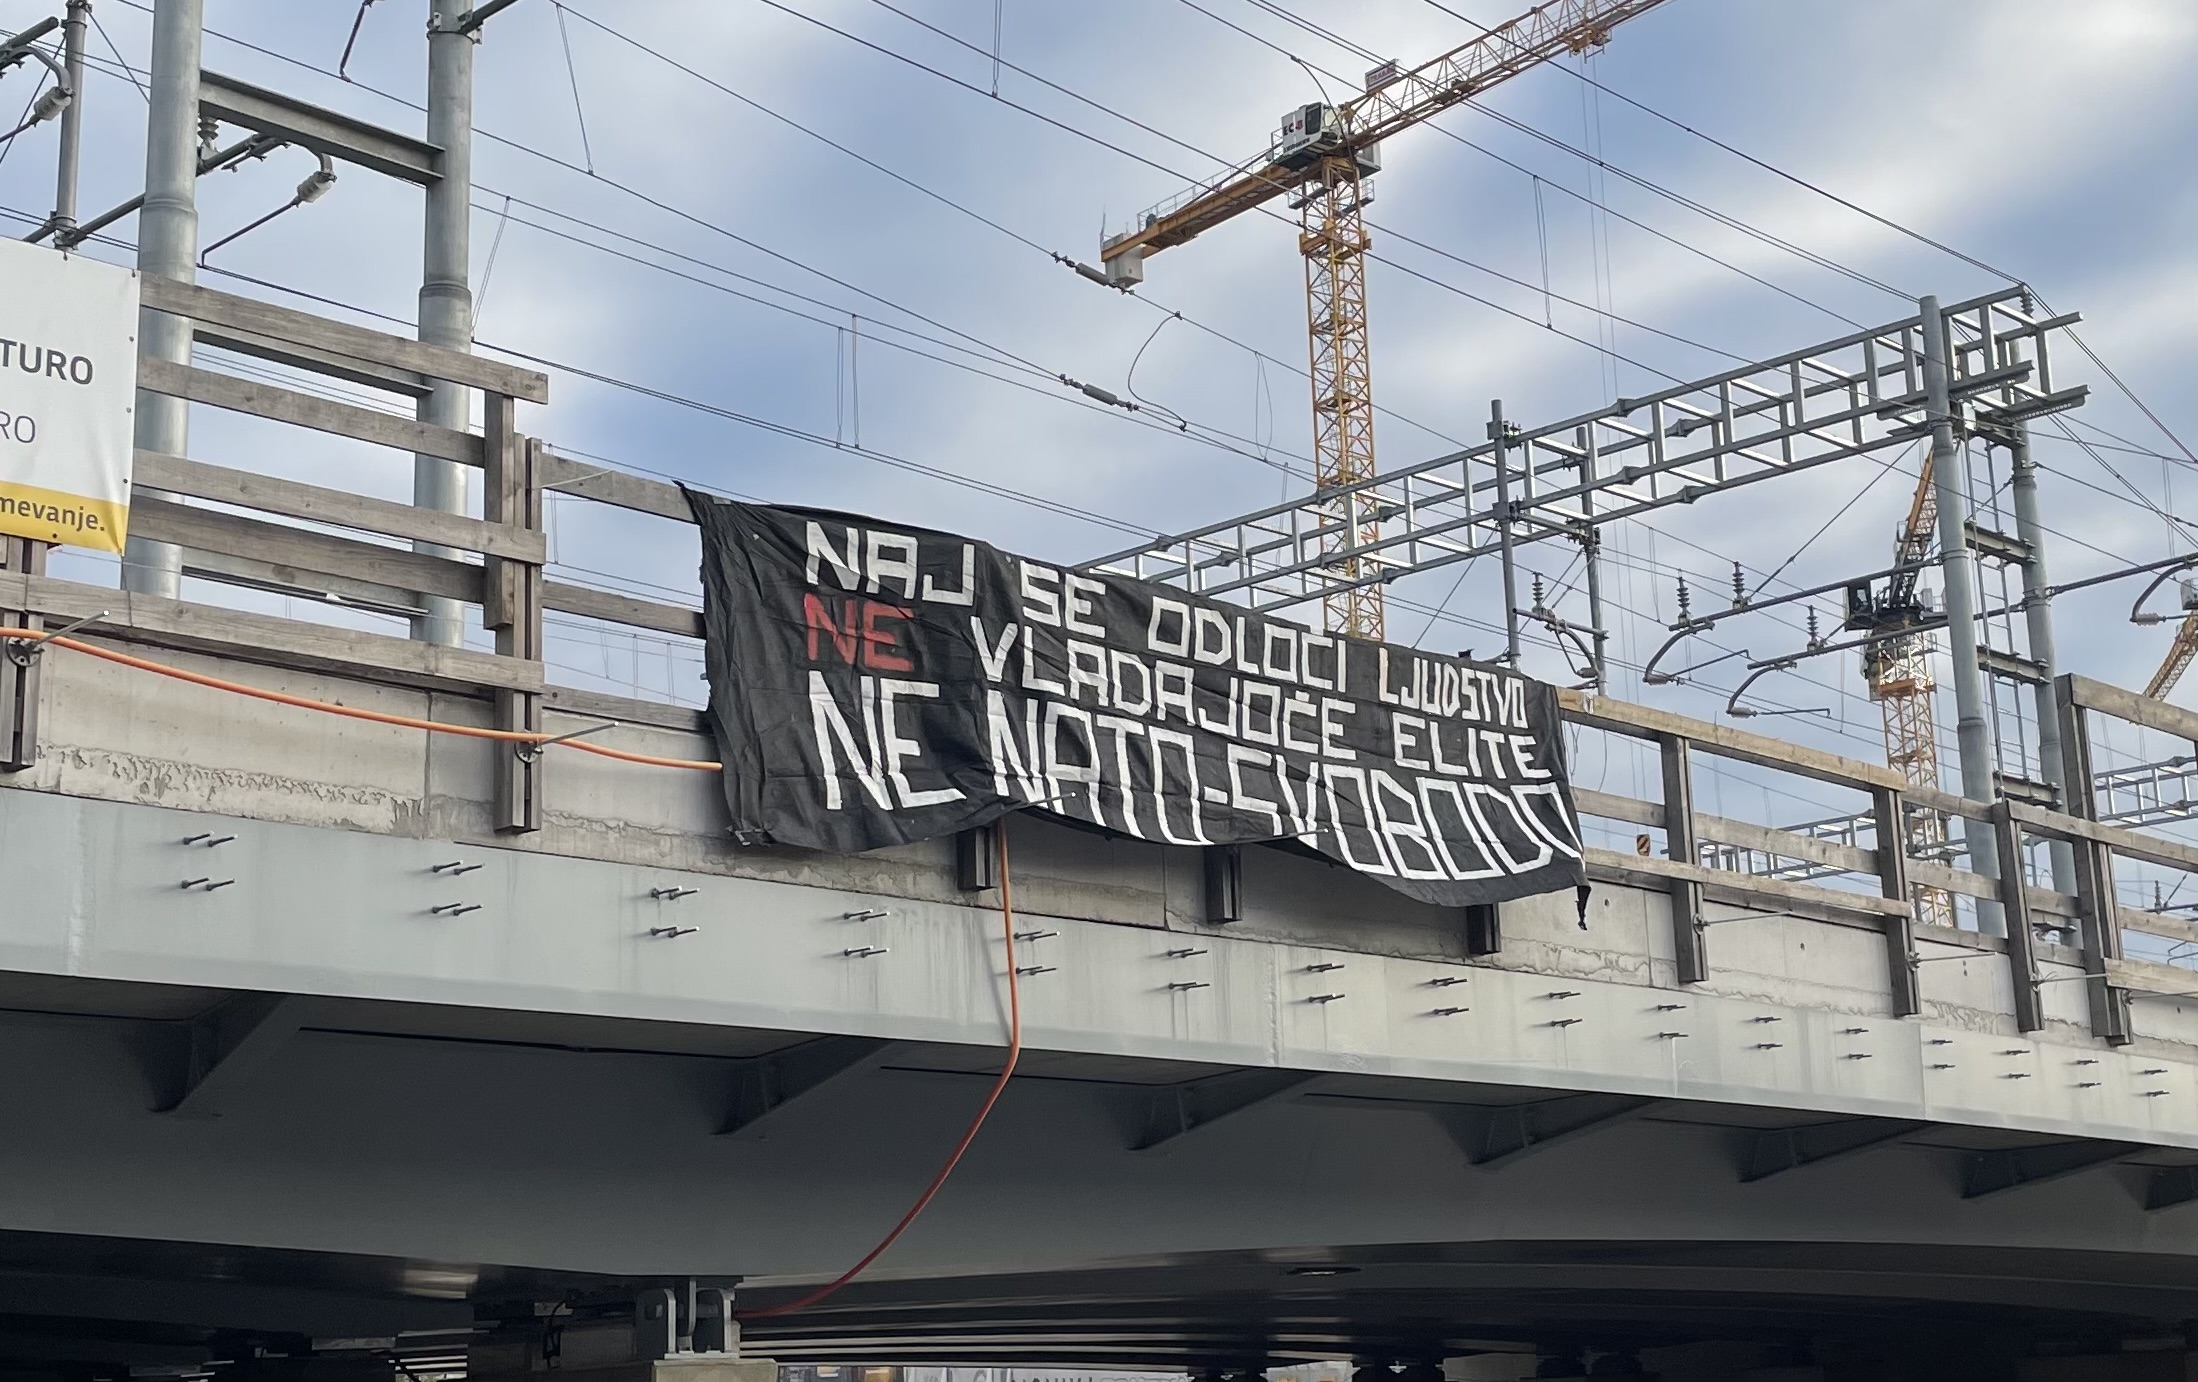 TURO
RO
mevanje.
NAJ SE ODLOČI LJUDSTVO
NE VLADAJOČE ELITE
NE NATO-SVOBODO